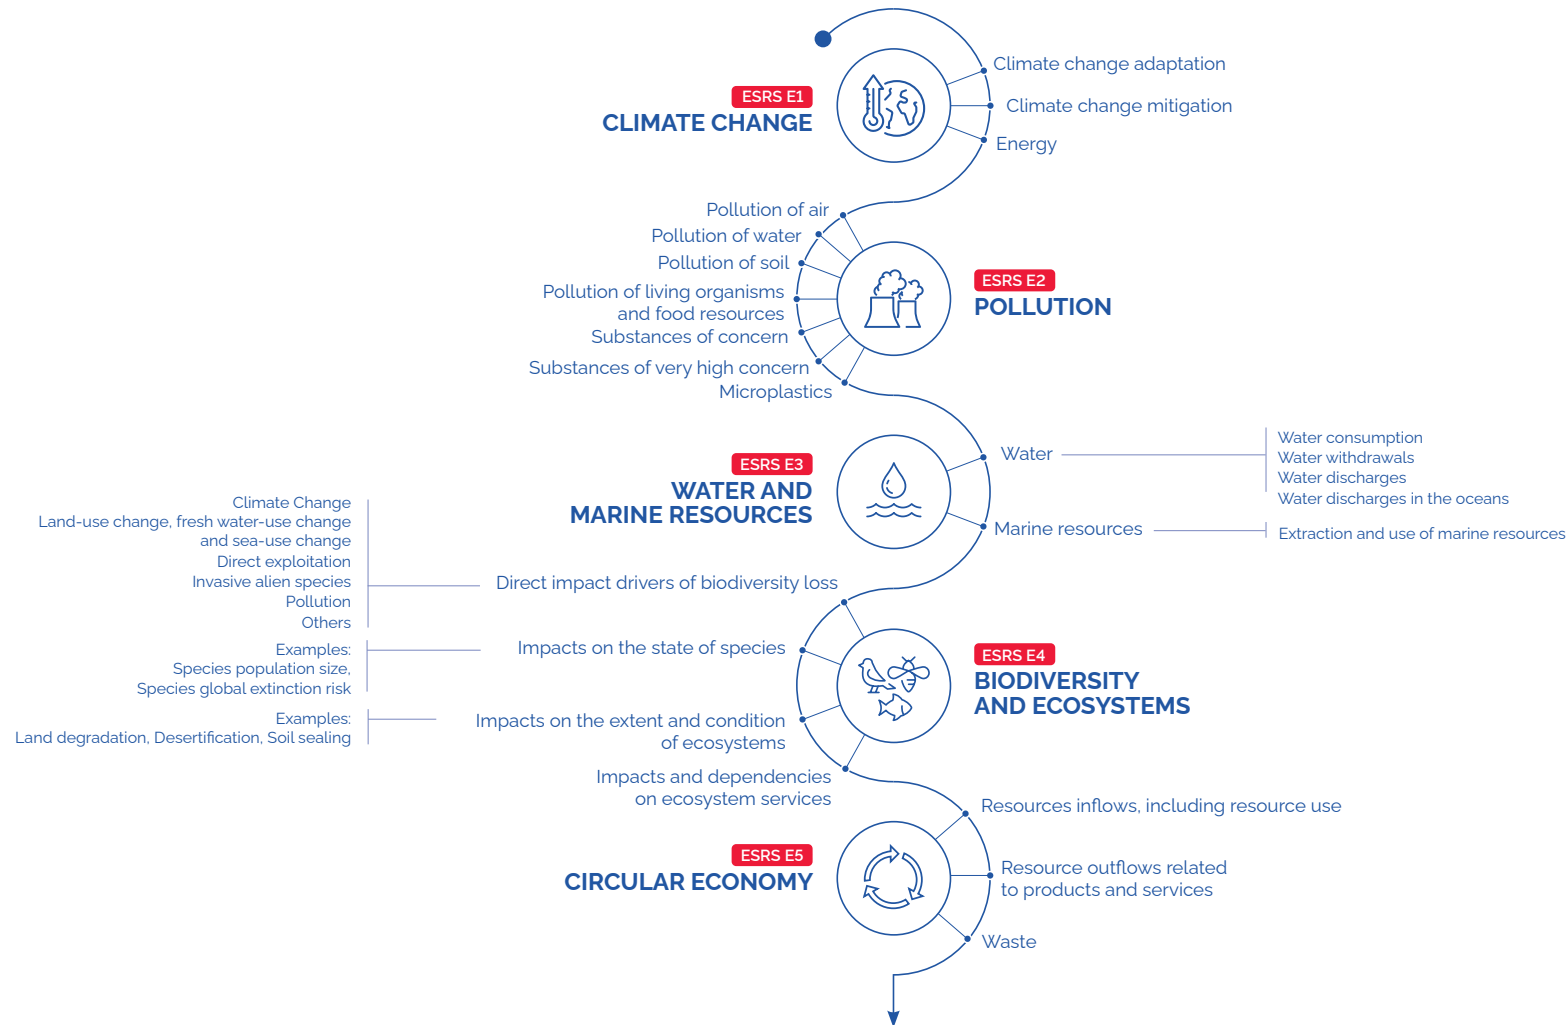 ESRS E1
CLIMATE CHANGE
Climate change adaptation
Climate change mitigation
Energy
Pollution of air
Pollution of water
Pollution of soil
Pollution of living organisms
and food resources
Substances of concern
Substances of very high concern
Microplastics
ESRS E2
POLLUTION
ESRS E3
WATER AND
MARINE RESOURCES
Water
Water consumption
Water withdrawals
Water discharges
Water discharges in the oceans
Marine resources
Extraction and use of marine resources
Climate Change
Land-use change, fresh water-use change
and sea-use change
Direct exploitation
Invasive alien species
Pollution
Others
Direct impact drivers of biodiversity loss
Examples:
Species population size,
Species global extinction risk
Impacts on the state of species
Examples:
Land degradation, Desertification, Soil sealing
Impacts on the extent and condition
of ecosystems
Impacts and dependencies
on ecosystem services
ESRS E4
BIODIVERSITY
AND ECOSYSTEMS
ESRS E5
CIRCULAR ECONOMY
Resources inflows, including resource use
Resource outflows related
to products and services
Waste